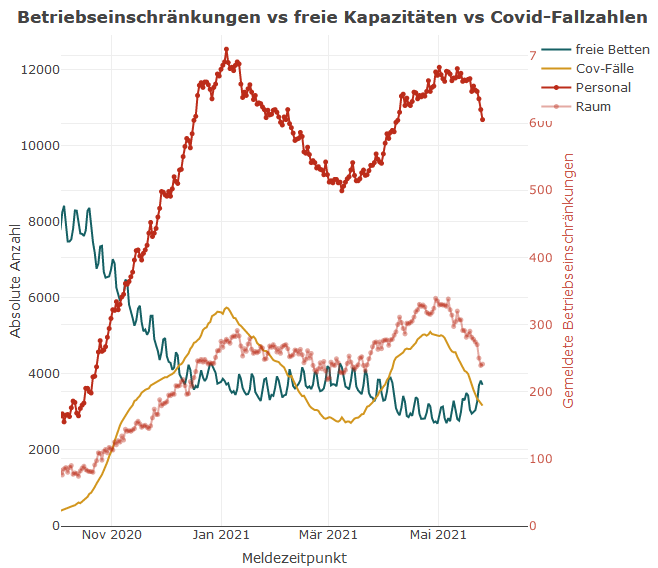 Betriebseinschränkungen vs freie Kapazitäten vs Covid-Fallzahlen
freie Betten
Cov-Fälle
Personal
Raum
12000
10000
8000
6000
4000
2000
0
Absolute Anzahl
7
600
500
400
300
200
100
0
Gemeldete Betriebseinschränkungen
Nov 2020
Jan 2021
Mär 2021
Mai 2021
Meldezeitpunkt